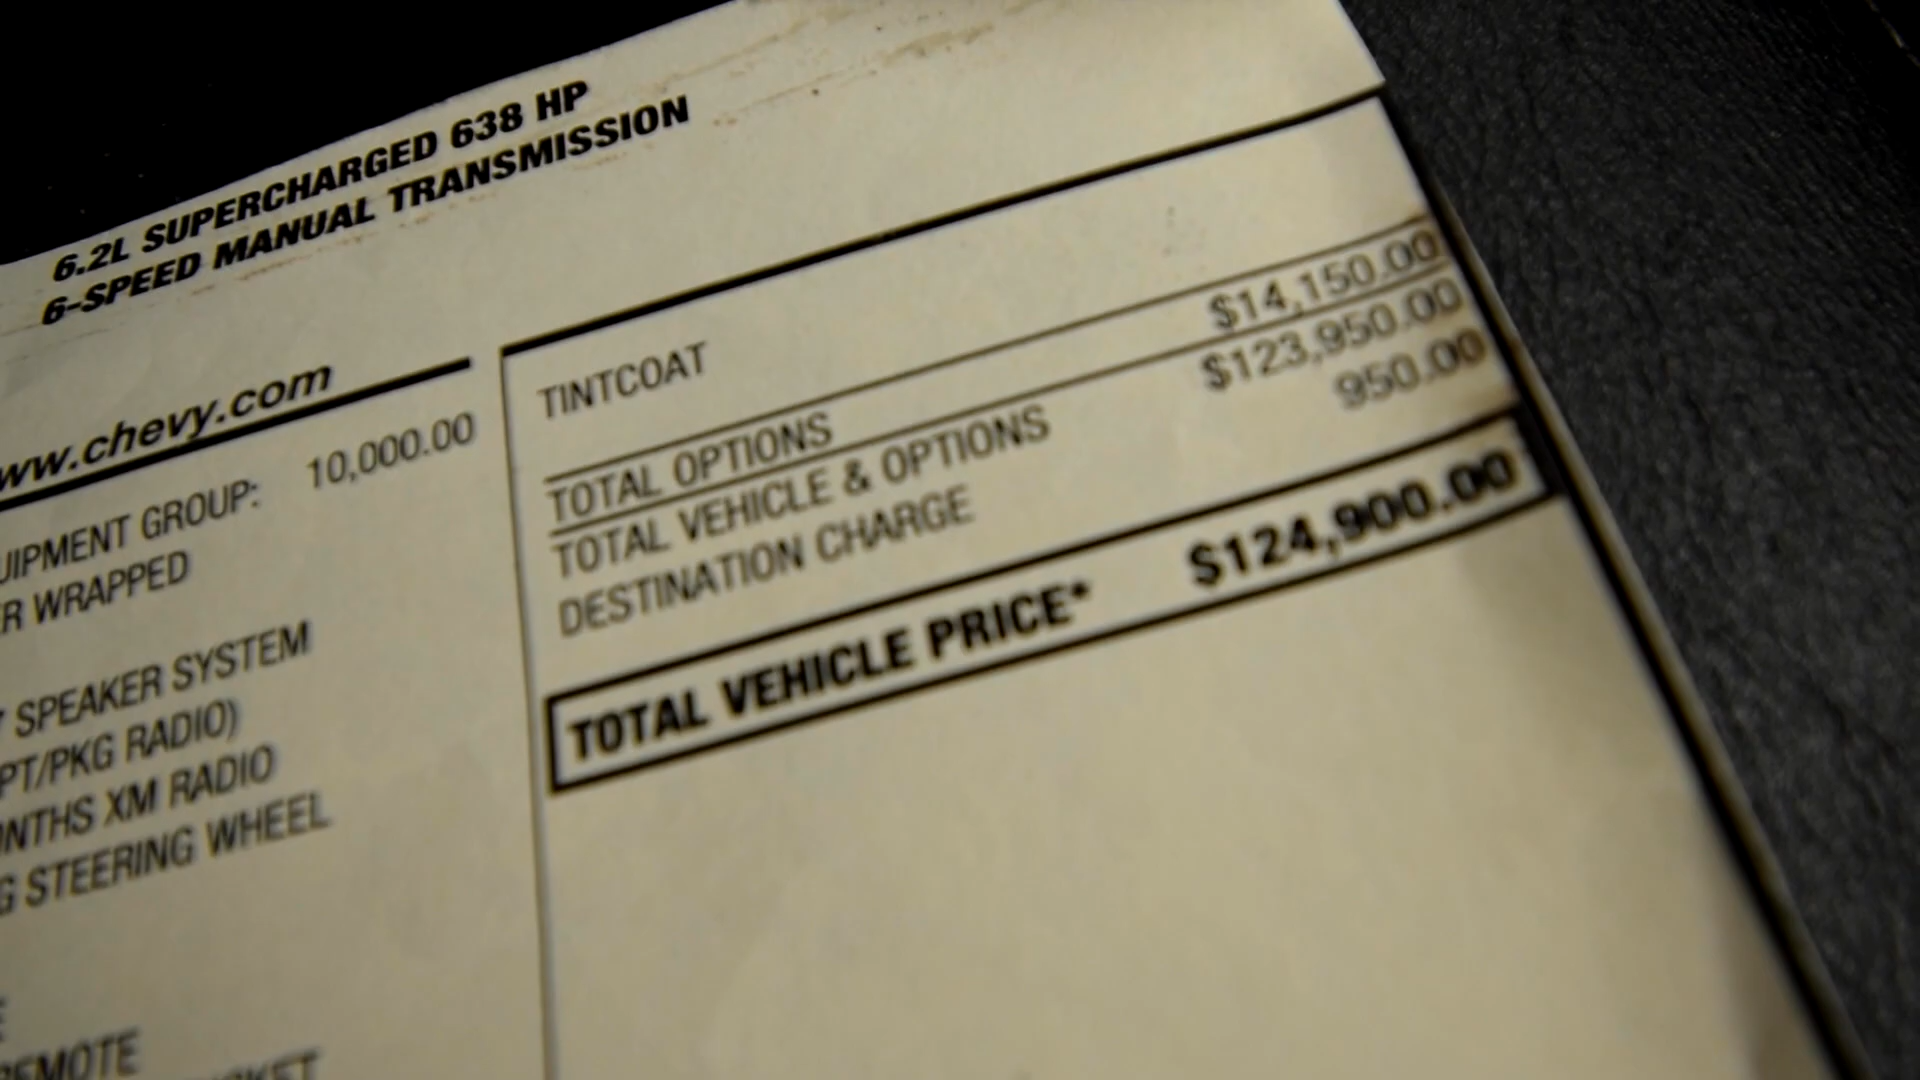 6.2L SUPERCHARGED 638 HP
6-SPEED MANUAL TRANSMISSION
ww.chevy.com
UIPMENT GROUP: 10,000.00
R WRAPPED
SPEAKER SYSTEM
PT/PKG RADIO)
ONTHS XM RADIO
G STEERING WHEEL
REMOTE
TINTCOAT
TOTAL OPTIONS $14,150.00
TOTAL VEHICLE & OPTIONS $123,950.00
DESTINATION CHARGE 950.00
TOTAL VEHICLE PRICE* $124,900.00